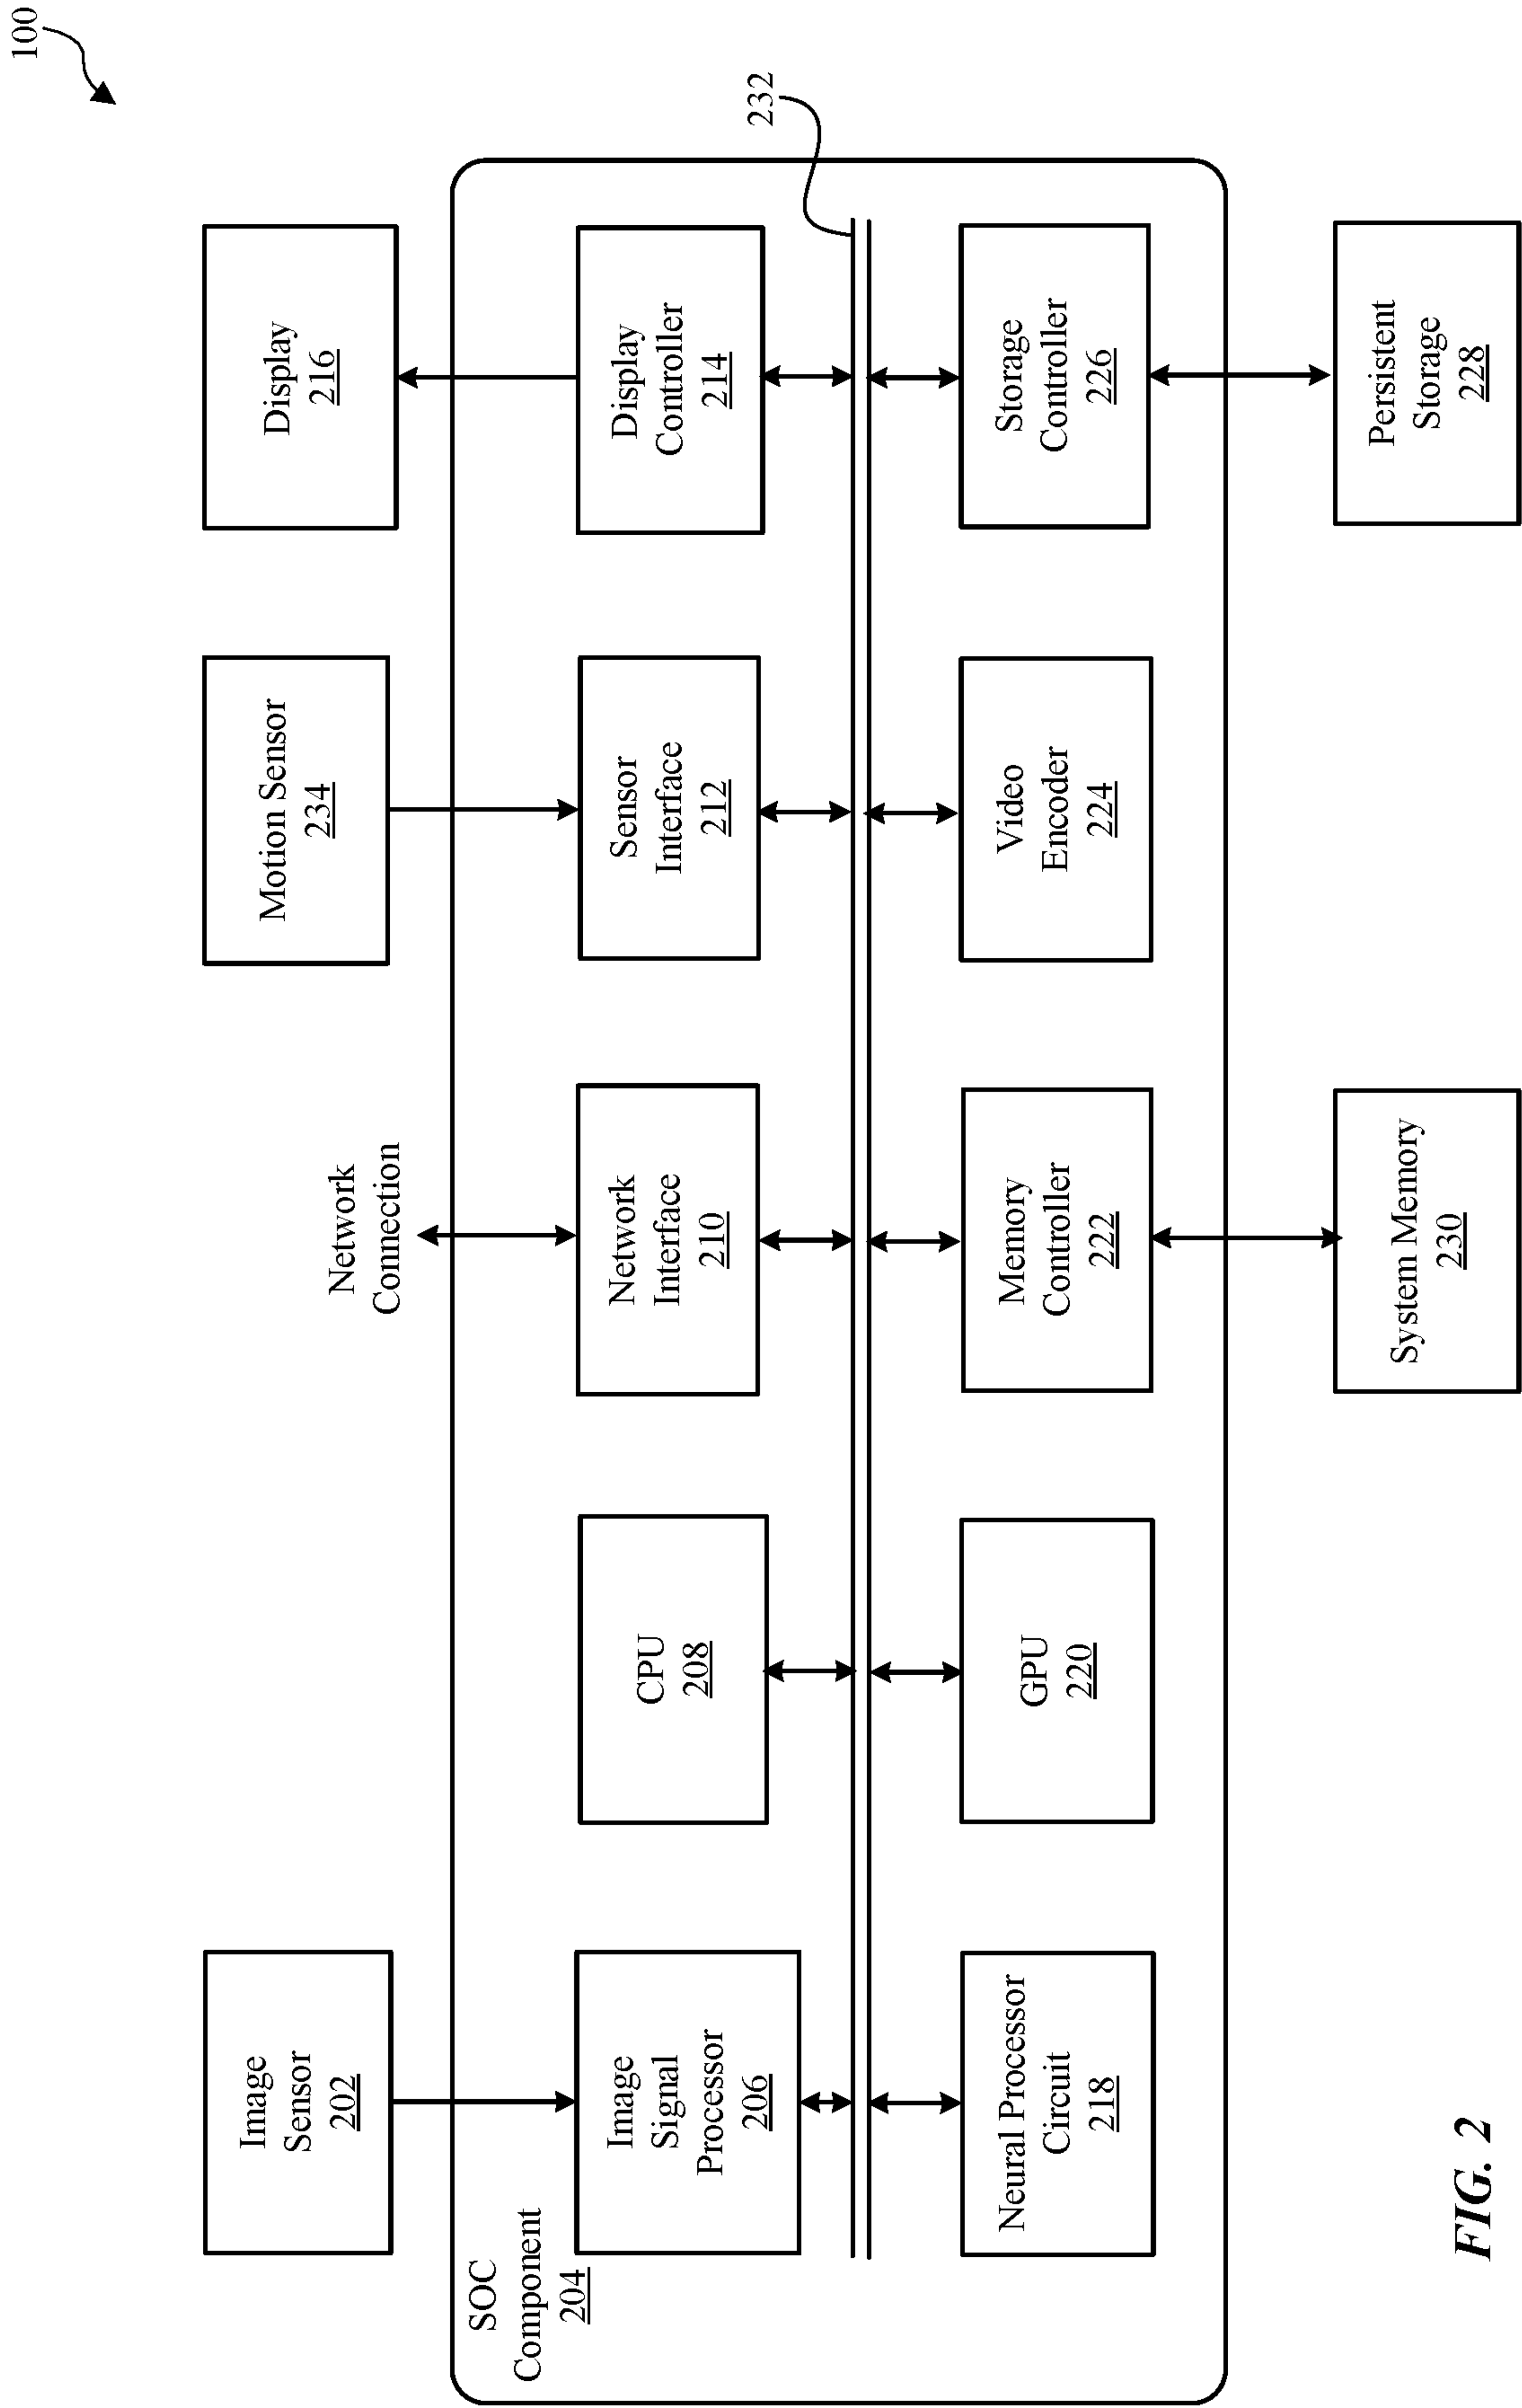 100
Image
Sensor
202
Network
Connection
Motion Sensor
234
Display
216
SOC
Component
204
Image
Signal
Processor
206
CPU
208
Network
Interface
210
Sensor
Interface
212
Display
Controller
214
232
Neural Processor
Circuit
218
GPU
220
Memory
Controller
222
Video
Encoder
224
Storage
Controller
226
System Memory
230
Persistent
Storage
228
FIG. 2